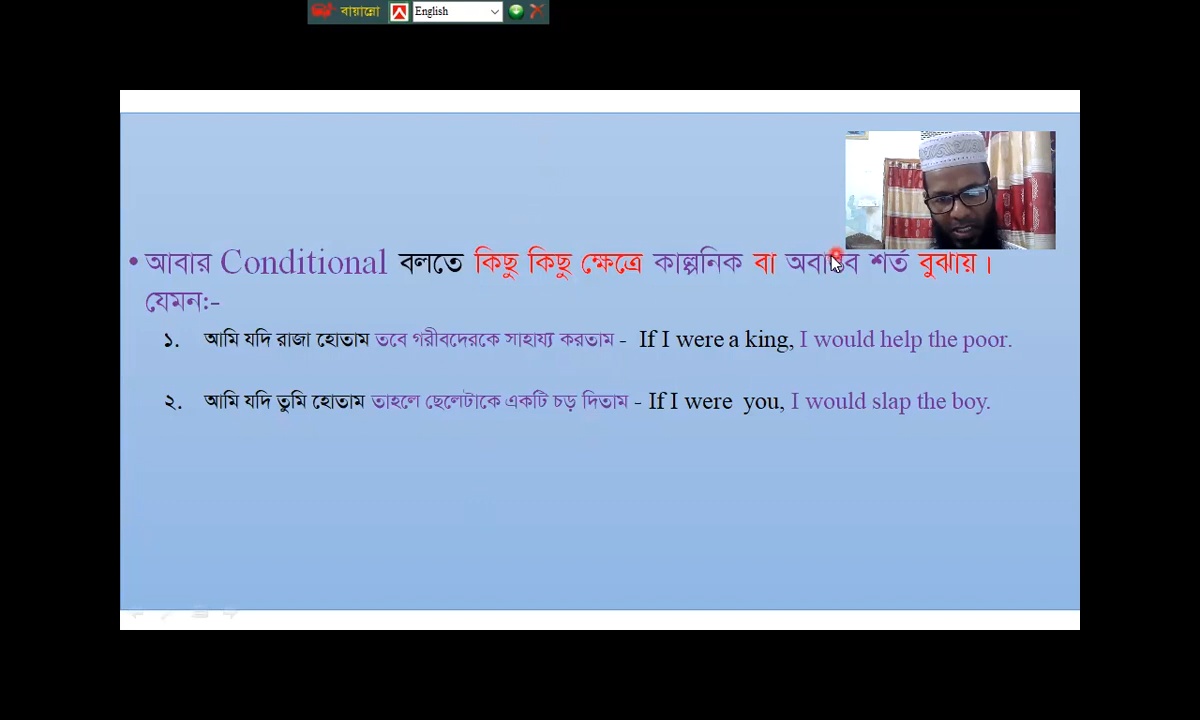 বায়ান্নো English
• আবার Conditional বলতে কিছু কিছু ক্ষেত্রে কাল্পনিক বা অবাস্তব শর্ত বুঝায়।
যেমন:-
১. আমি যদি রাজা হোতাম তবে গরীবদেরকে সাহায্য করতাম - If I were a king, I would help the poor.
২. আমি যদি তুমি হোতাম তাহলে ছেলেটাকে একটি চড় দিতাম - If I were you, I would slap the boy.